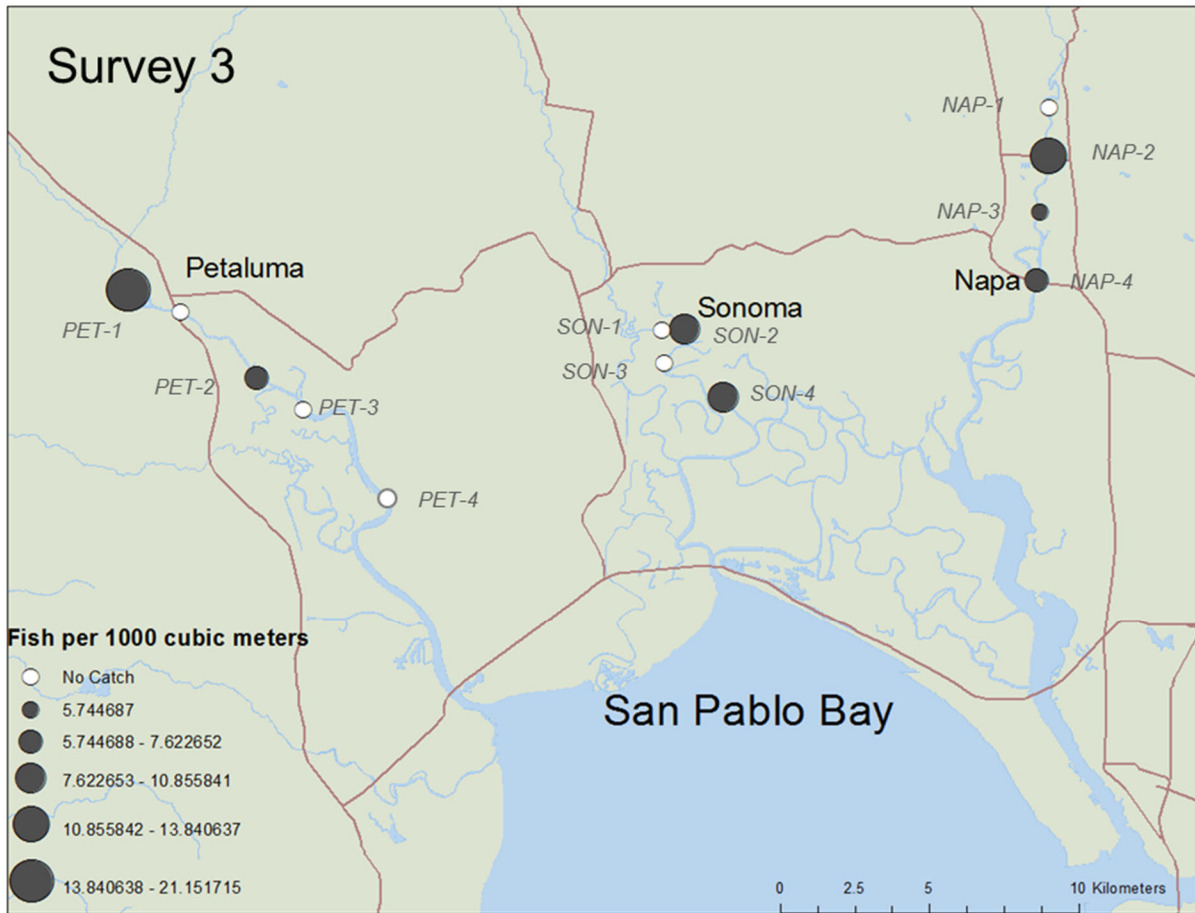 Survey 3
NAP-1
NAP-2
NAP-3
Napa
NAP-4
Petaluma
PET-1
PET-2
PET-3
PET-4
Sonoma
SON-1
SON-2
SON-3
SON-4
San Pablo Bay
Fish per 1000 cubic meters
No Catch
5.744687
5.744688 - 7.622652
7.622653 - 10.855841
10.855842 - 13.840637
13.840638 - 21.151715
0 2.5 5 10 Kilometers